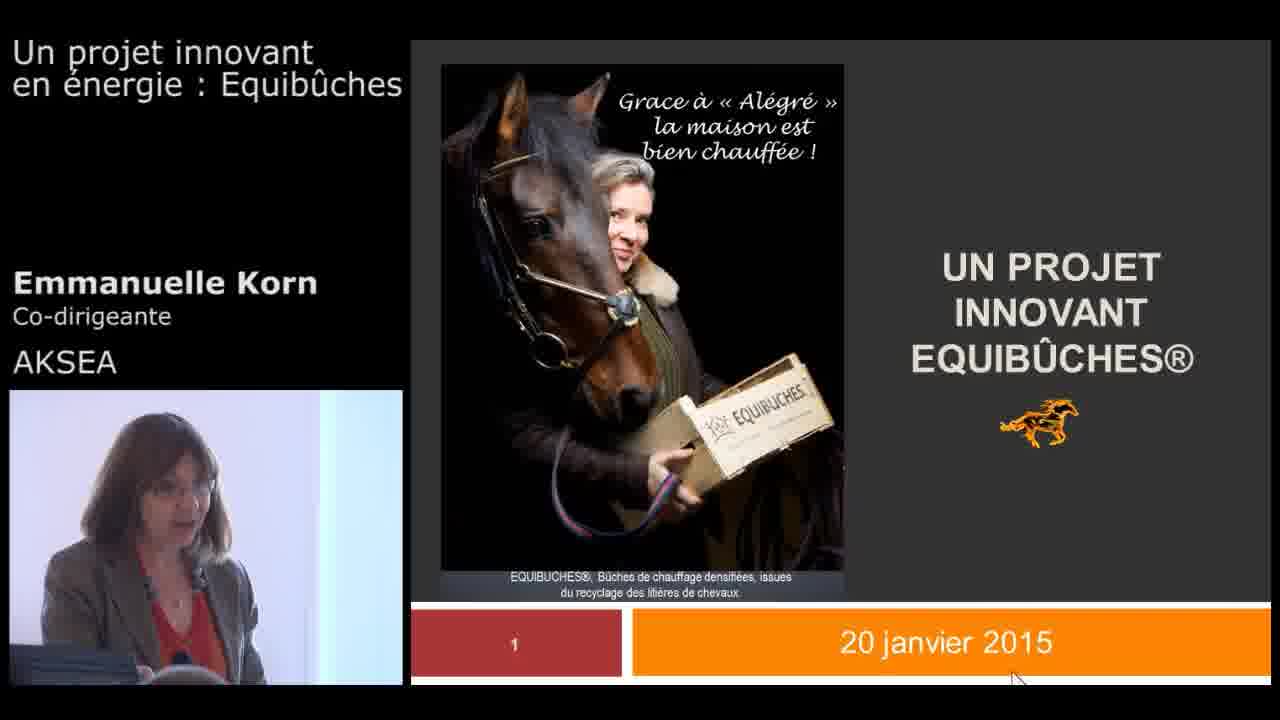 Un projet innovant
en énergie : Equibûches
Emmanuelle Korn
Co-dirigeante
AKSEA
Grace à « Alégré »
la maison est
bien chauffée !
EQUIBUCHES
EQUIBUCHES®, Bûches de chauffage densifiées, issues
du recyclage des litières de chevaux.
UN PROJET
INNOVANT
EQUIBÛCHES®
1
20 janvier 2015